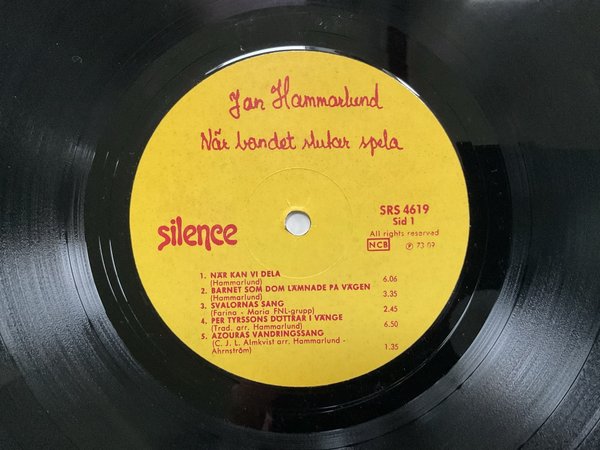 Jan Hammarlund
När bandet slutar spela
silence
SRS 4619
Sid 1
All rights reserved
NCB ℗ 73 09
1. NÄR KAN VI DELA
(Hammarlund) 6.06
2. BARNET SOM DOM LÄMNADE PÅ VÄGEN
(Hammarlund) 3.35
3. SVALORNAS SANG
(Farina - Maria FNL-grupp) 2.45
4. PER TYRSSONS DÖTTRAR I VÄNGE
(Trad. arr. Hammarlund) 6.50
5. AZOURAS VANDRINGSSANG
(C. J. L. Almkvist arr. Hammarlund -
Ahrnström) 1.35